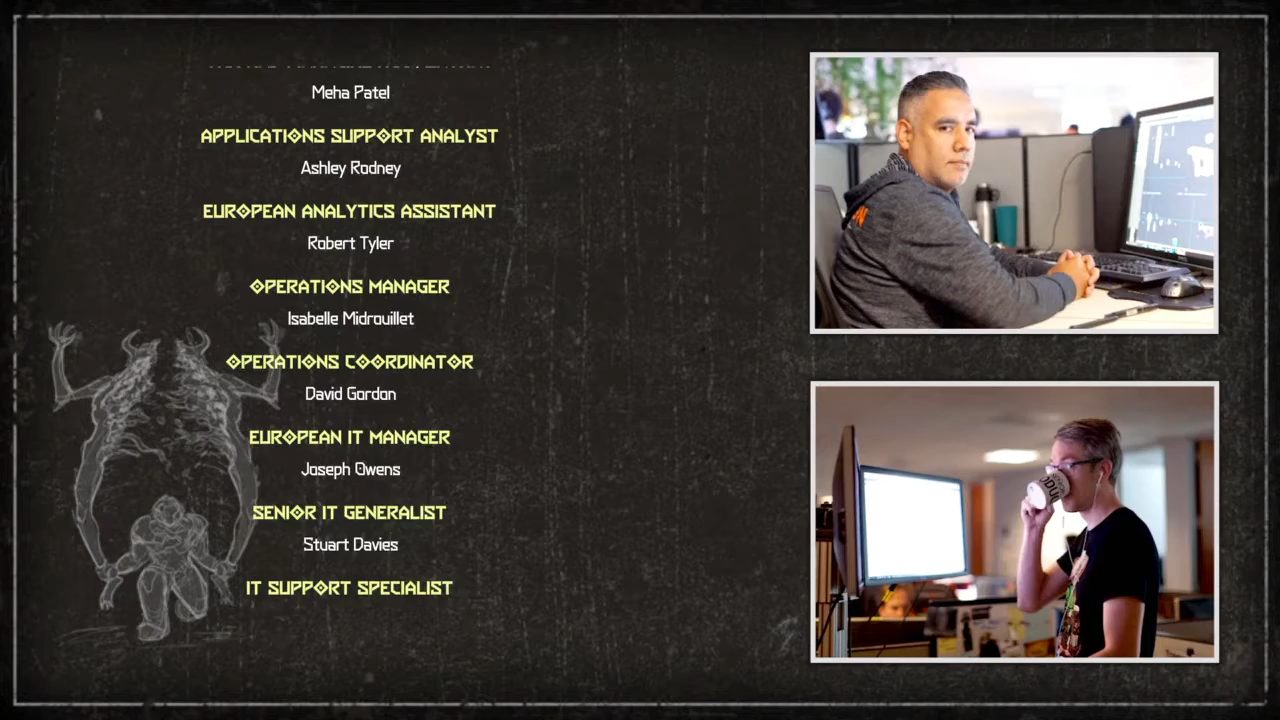 Meha Patel
APPLICATIONS SUPPORT ANALYST
Ashley Rodney
EUROPEAN ANALYTICS ASSISTANT
Robert Tyler
OPERATIONS MANAGER
Isabelle Midrouillet
OPERATIONS COORDINATOR
David Gordon
EUROPEAN IT MANAGER
Joseph Owens
SENIOR IT GENERALIST
Stuart Davies
IT SUPPORT SPECIALIST